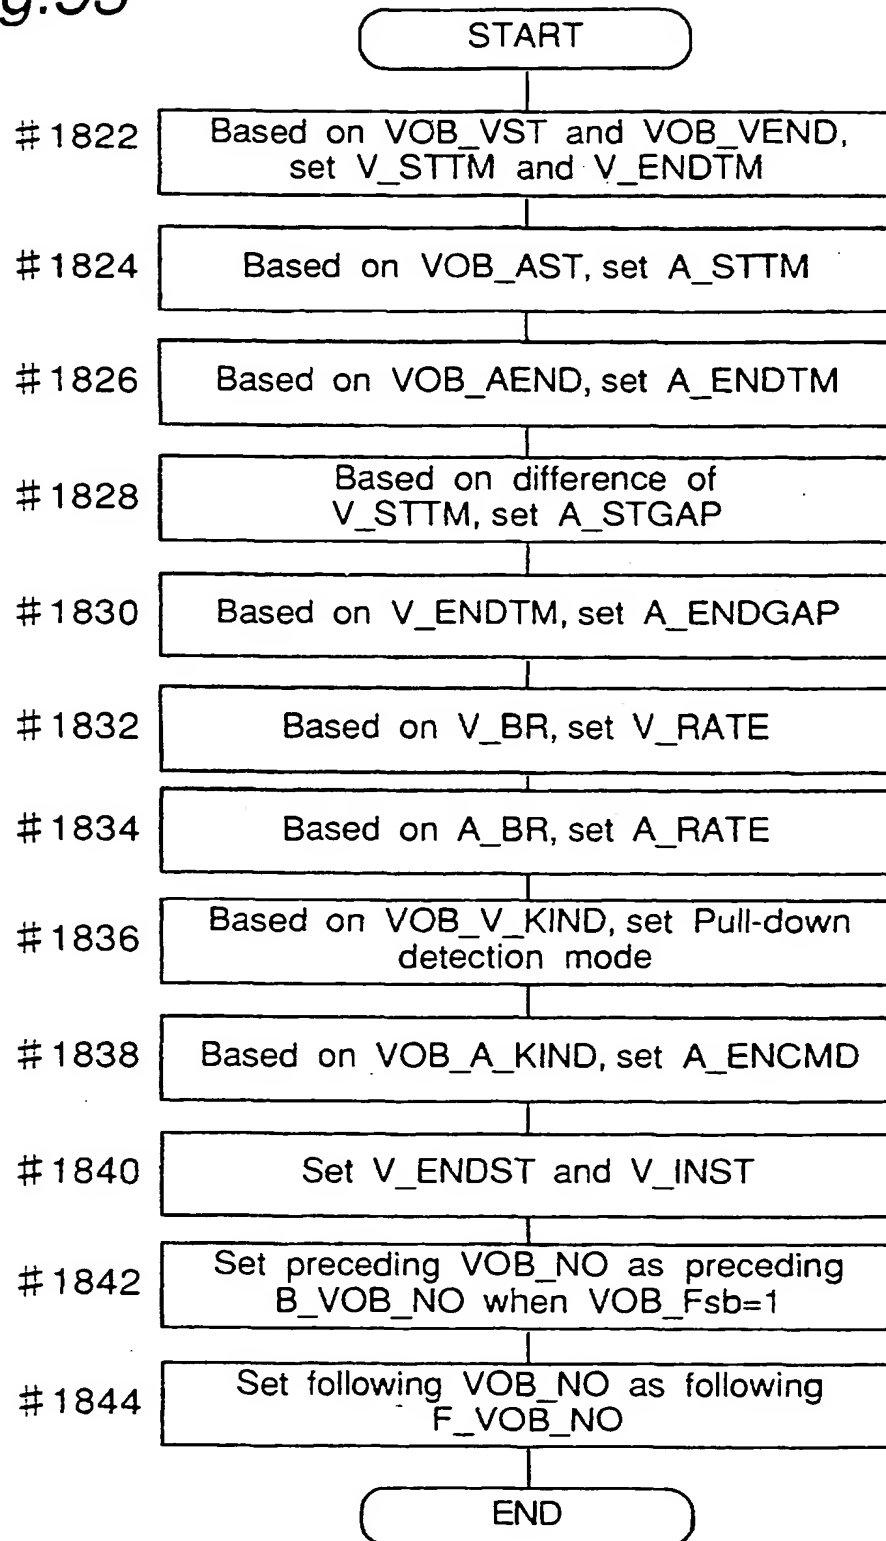 START
#1822
Based on VOB_VST and VOB_VEND,
set V_STTM and V_ENDTM
#1824
Based on VOB_AST, set A_STTM
#1826
Based on VOB_AEND, set A_ENDTM
#1828
Based on difference of
V_STTM, set A_STGAP
#1830
Based on V_ENDTM, set A_ENDGAP
#1832
Based on V_BR, set V_RATE
#1834
Based on A_BR, set A_RATE
#1836
Based on VOB_V_KIND, set Pull-down
detection mode
#1838
Based on VOB_A_KIND, set A_ENCMD
#1840
Set V_ENDST and V_INST
#1842
Set preceding VOB_NO as preceding
B_VOB_NO when VOB_Fsb=1
#1844
Set following VOB_NO as following
F_VOB_NO
END